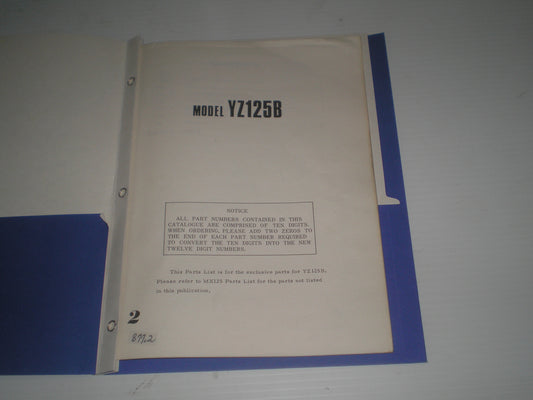 MODEL YZ125B
NOTICE
ALL PART NUMBERS CONTAINED IN THIS
CATALOGUE ARE COMPRISED OF TEN DIGITS.
WHEN ORDERING, PLEASE ADD TWO ZEROS TO
THE END OF EACH PART NUMBER REQUIRED
TO CONVERT THE TEN DIGITS INTO THE NEW
TWELVE DIGIT NUMBERS.
This Parts List is for the exclusive parts for YZ125B.
Please refer to MX125 Parts List for the parts not listed
in this publication.
2